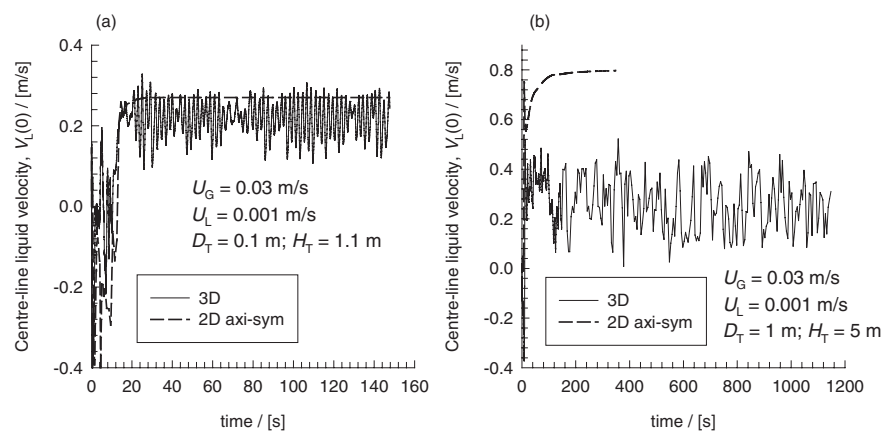 (a)
Centre-line liquid velocity, V_L(0) / [m/s]
0.4
0.2
0.0
-0.2
-0.4
U_G = 0.03 m/s
U_L = 0.001 m/s
D_T = 0.1 m; H_T = 1.1 m
3D
2D axi-sym
0 20 40 60 80 100 120 140 160
time / [s]
(b)
Centre-line liquid velocity, V_L(0) / [m/s]
0.8
0.4
0.2
0.0
-0.4
U_G = 0.03 m/s
U_L = 0.001 m/s
D_T = 1 m; H_T = 5 m
3D
2D axi-sym
0 200 400 600 800 1000 1200
time / [s]